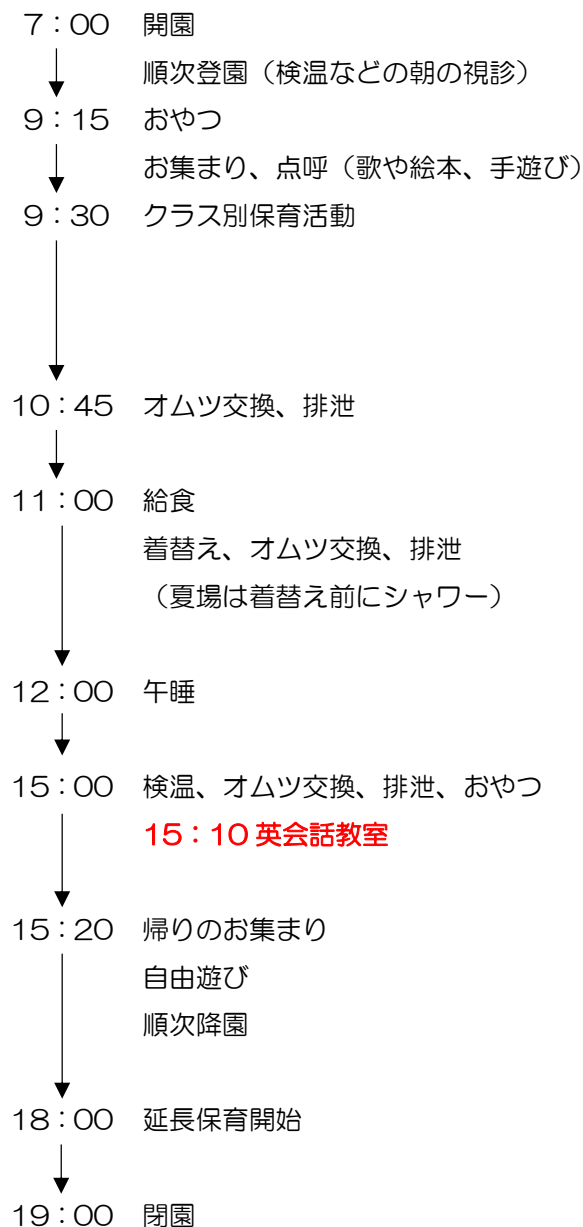 7:00 開園
順次登園(検温などの朝の視診)
9:15 おやつ
お集まり、点呼(歌や絵本、手遊び)
9:30 クラス別保育活動
10:45 オムツ交換、排泄
11:00 給食
着替え、オムツ交換、排泄
(夏場は着替え前にシャワー)
12:00 午睡
15:00 検温、オムツ交換、排泄、おやつ
15:10 英会話教室
15:20 帰りのお集まり
自由遊び
順次降園
18:00 延長保育開始
19:00 閉園